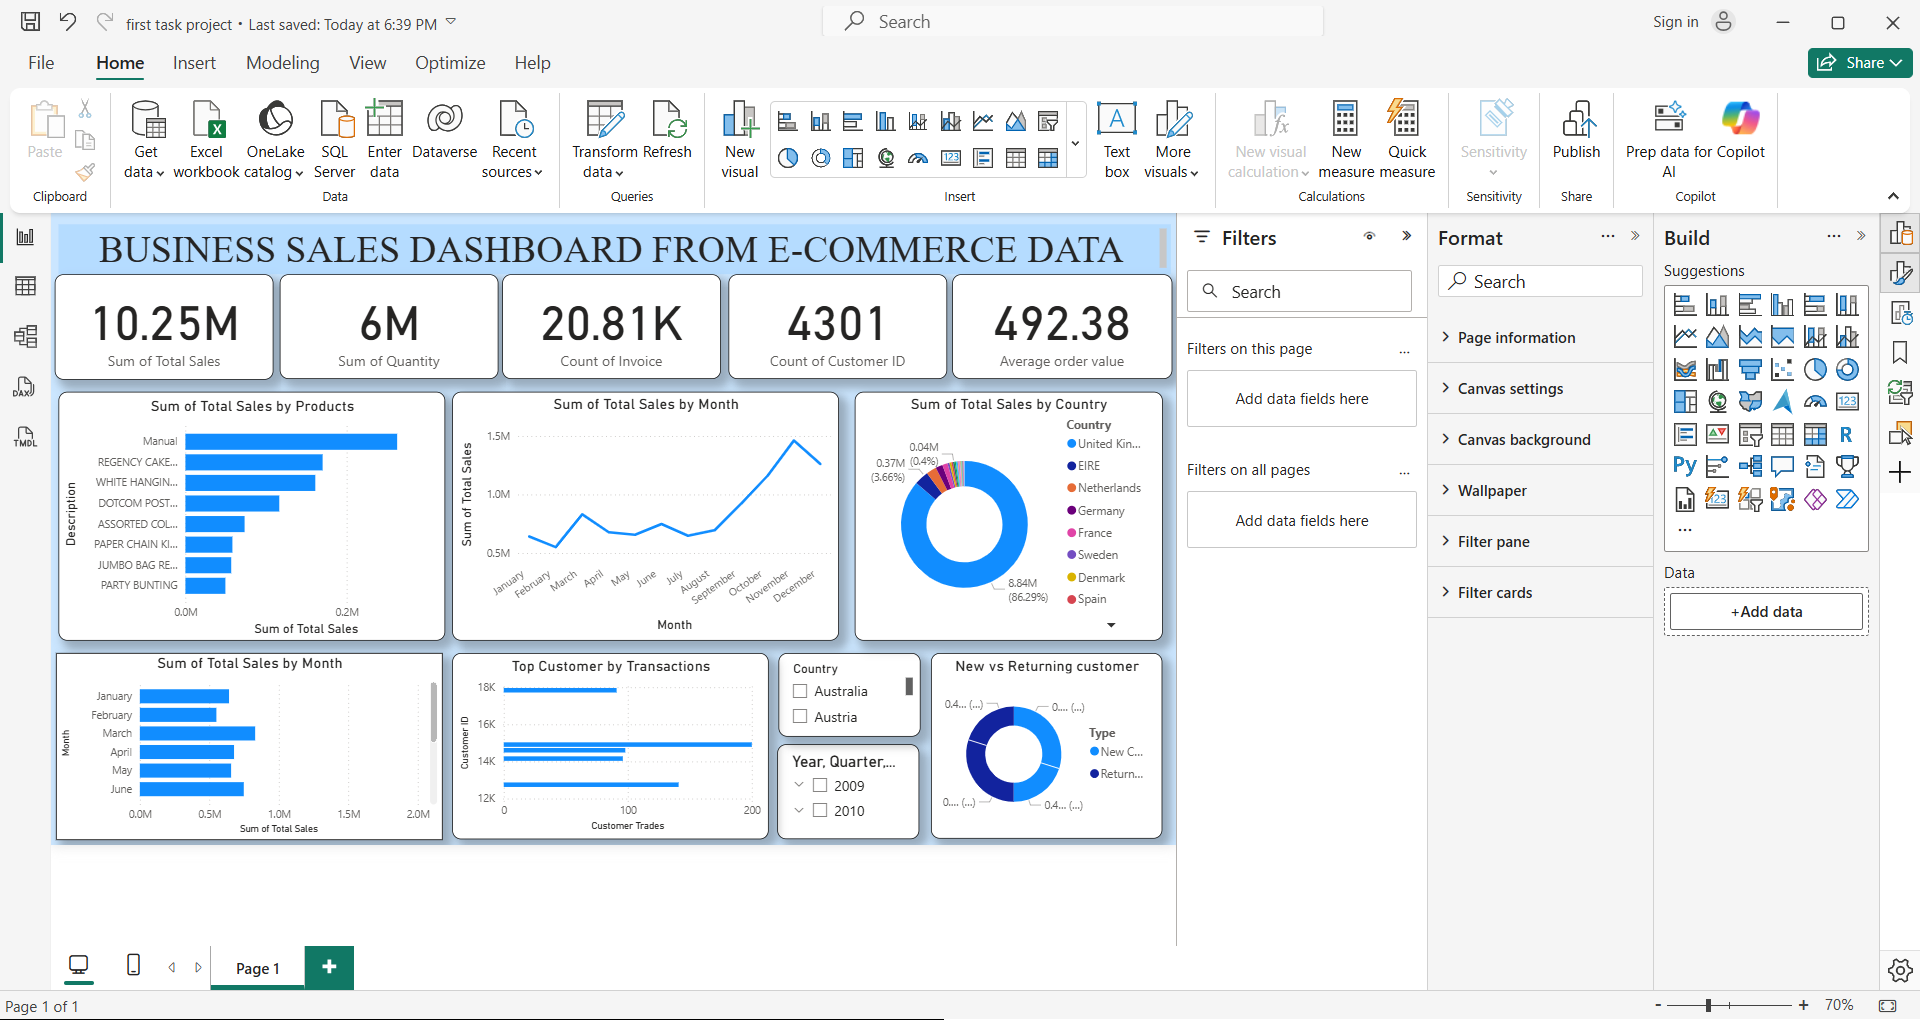 first task project • Last saved: Today at 6:39 PM
Search
Sign in
File
Home
Insert
Modeling
View
Optimize
Help
Share
Paste
Clipboard
Get data
Excel workbook
OneLake catalog
SQL Server
Enter data
Dataverse
Recent sources
Data
Transform data
Refresh
Queries
New visual
Text box
More visuals
Insert
New visual calculation
New measure
Quick measure
Calculations
Sensitivity
Sensitivity
Publish
Share
Prep data for AI
Copilot
Copilot
DAX
TMDL
BUSINESS SALES DASHBOARD FROM E-COMMERCE DATA
10.25M
Sum of Total Sales
6M
Sum of Quantity
20.81K
Count of Invoice
4301
Count of Customer ID
492.38
Average order value
Sum of Total Sales by Products
Description
Manual
REGENCY CAKE...
WHITE HANGIN...
DOTCOM POST...
ASSORTED COL...
PAPER CHAIN KI...
JUMBO BAG RE...
PARTY BUNTING
0.0M
0.2M
Sum of Total Sales
Sum of Total Sales by Month
Sum of Total Sales
1.5M
1.0M
0.5M
January
February
March
April
May
June
July
August
September
October
November
December
Month
Sum of Total Sales by Country
0.04M
(0.4%)
0.37M
(3.66%)
8.84M
(86.29%)
Country
United Kin...
EIRE
Netherlands
Germany
France
Sweden
Denmark
Spain
Sum of Total Sales by Month
Month
January
February
March
April
May
June
0.0M
0.5M
1.0M
1.5M
2.0M
Sum of Total Sales
Top Customer by Transactions
Customer ID
18K
16K
14K
12K
0
100
200
Customer Trades
Country
Australia
Austria
Year, Quarter,...
2009
2010
New vs Returning customer
0.4... (...)
0.... (...)
0.... (...)
0.4... (...)
Type
New C...
Return...
Filters
Search
Filters on this page
...
Add data fields here
Filters on all pages
...
Add data fields here
Format
Search
Page information
Canvas settings
Canvas background
Wallpaper
Filter pane
Filter cards
Build
Suggestions
123
R
Py
123
...
Data
+Add data
Page 1
Page 1 of 1
70%